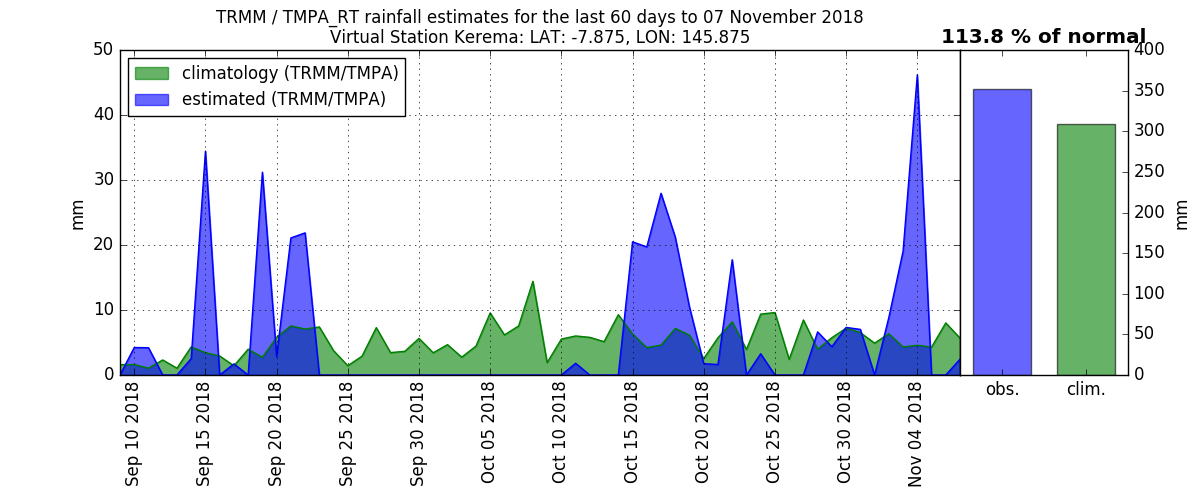 TRMM / TMPA_RT rainfall estimates for the last 60 days to 07 November 2018
Virtual Station Kerema: LAT: -7.875, LON: 145.875
113.8 % of normal
climatology (TRMM/TMPA)
estimated (TRMM/TMPA)
50
40
30
20
10
0
mm
Sep 10 2018
Sep 15 2018
Sep 20 2018
Sep 25 2018
Sep 30 2018
Oct 05 2018
Oct 10 2018
Oct 15 2018
Oct 20 2018
Oct 25 2018
Oct 30 2018
Nov 04 2018
obs.
clim.
400
350
300
250
200
150
100
50
0
mm